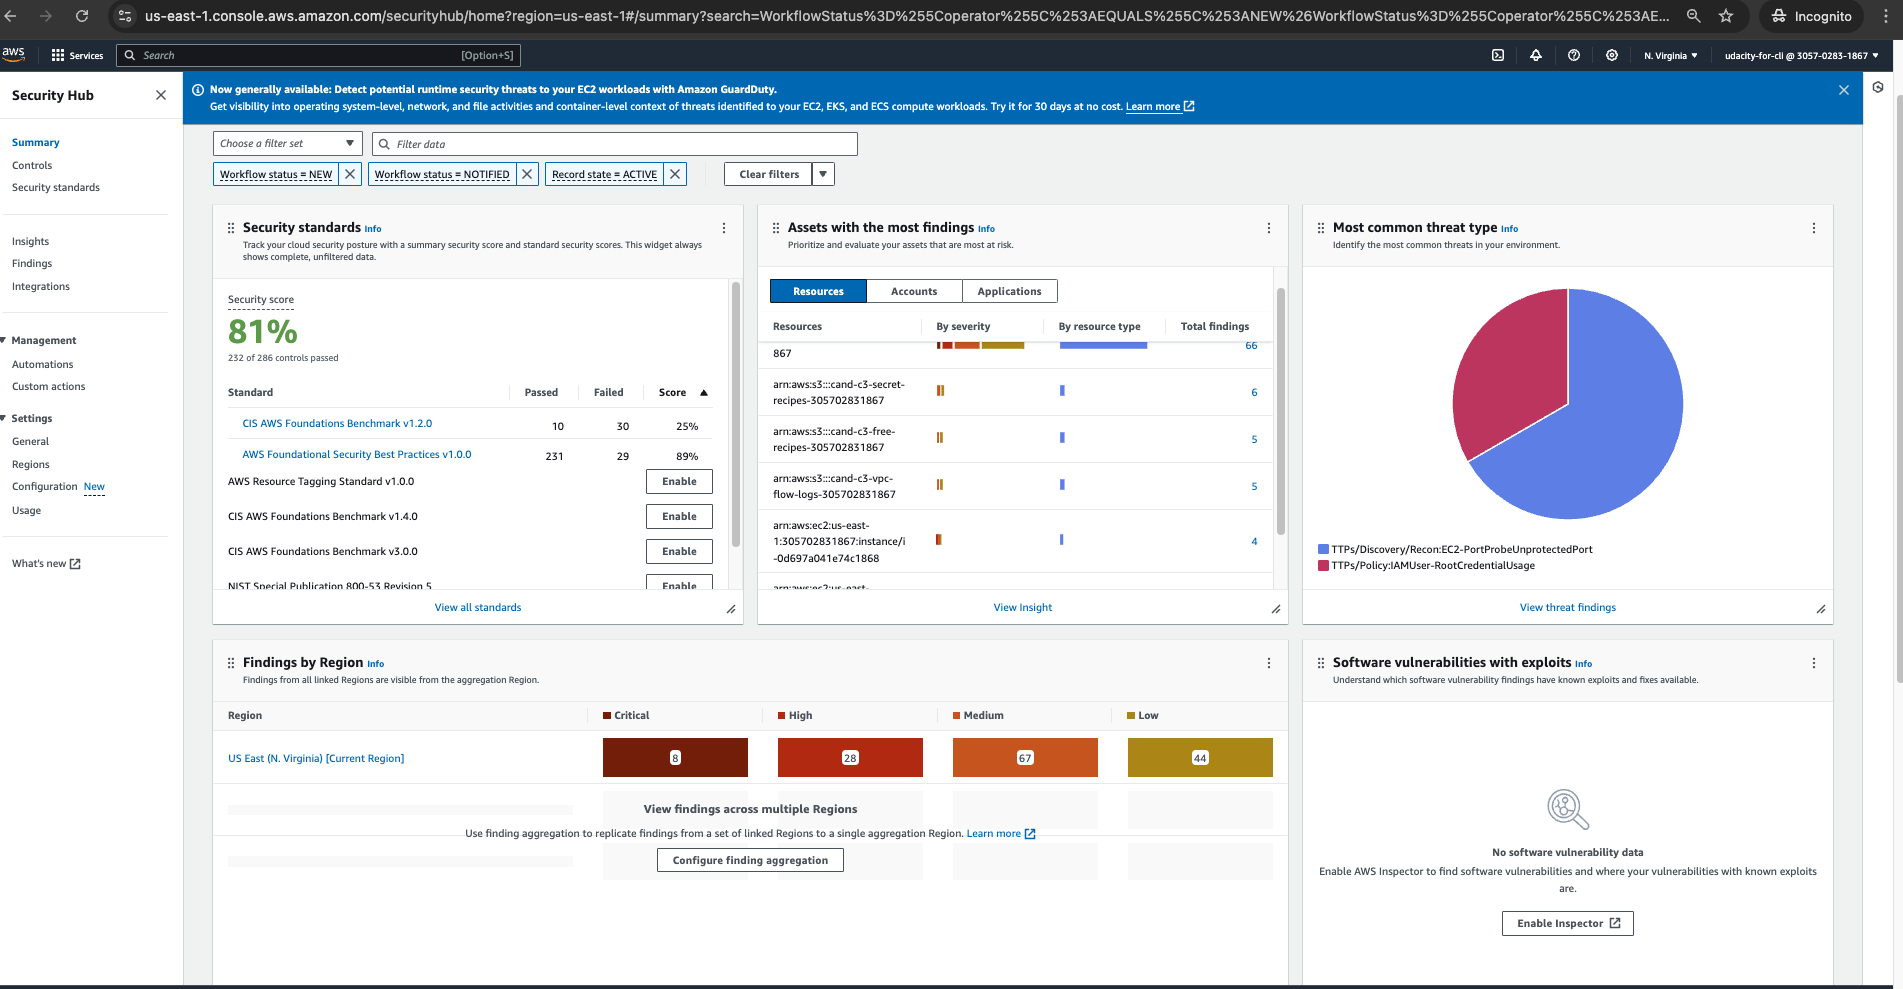 us-east-1.console.aws.amazon.com/securityhub/home?region=us-east-1#/summary?search=WorkflowStatus%3D%255Coperator%255C%253AEQUALS%255C%253ANEW%26WorkflowStatus%3D%255Coperator%255C%253AE...
Incognito
aws
Services
Search
[Option+S]
N. Virginia
udacity-for-cli @ 3057-0283-1867
Security Hub
Summary
Controls
Security standards
Insights
Findings
Integrations
Management
Automations
Custom actions
Settings
General
Regions
Configuration New
Usage
What's new
Now generally available: Detect potential runtime security threats to your EC2 workloads with Amazon GuardDuty.
Get visibility into operating system-level, network, and file activities and container-level context of threats identified to your EC2, EKS, and ECS compute workloads. Try it for 30 days at no cost. Learn more
Choose a filter set
Filter data
Workflow status = NEW
Workflow status = NOTIFIED
Record state = ACTIVE
Clear filters
Security standards Info
Track your cloud security posture with a summary security score and standard security scores. This widget always
shows complete, unfiltered data.
Security score
81%
232 of 286 controls passed
Standard Passed Failed Score
CIS AWS Foundations Benchmark v1.2.0 10 30 25%
AWS Foundational Security Best Practices v1.0.0 231 29 89%
AWS Resource Tagging Standard v1.0.0 Enable
CIS AWS Foundations Benchmark v1.4.0 Enable
CIS AWS Foundations Benchmark v3.0.0 Enable
NIST Special Publication 800-53 Revision 5 Enable
View all standards
Assets with the most findings Info
Prioritize and evaluate your assets that are most at risk.
Resources Accounts Applications
Resources By severity By resource type Total findings
867 66
arn:aws:s3:::cand-c3-secret-
recipes-305702831867 6
arn:aws:s3:::cand-c3-free-
recipes-305702831867 5
arn:aws:s3:::cand-c3-vpc-
flow-logs-305702831867 5
arn:aws:ec2:us-east-
1:305702831867:instance/i
-0d697a041e74c1868 4
arn:aws:ec2:us-east-
View Insight
Most common threat type Info
Identify the most common threats in your environment.
TTPs/Discovery/Recon:EC2-PortProbeUnprotectedPort
TTPs/Policy:IAMUser-RootCredentialUsage
View threat findings
Findings by Region Info
Findings from all linked Regions are visible from the aggregation Region.
Region Critical High Medium Low
US East (N. Virginia) [Current Region] 8 28 67 44
View findings across multiple Regions
Use finding aggregation to replicate findings from a set of linked Regions to a single aggregation Region. Learn more
Configure finding aggregation
Software vulnerabilities with exploits Info
Understand which software vulnerability findings have known exploits and fixes available.
No software vulnerability data
Enable AWS Inspector to find software vulnerabilities and where your vulnerabilities with known exploits
are.
Enable Inspector